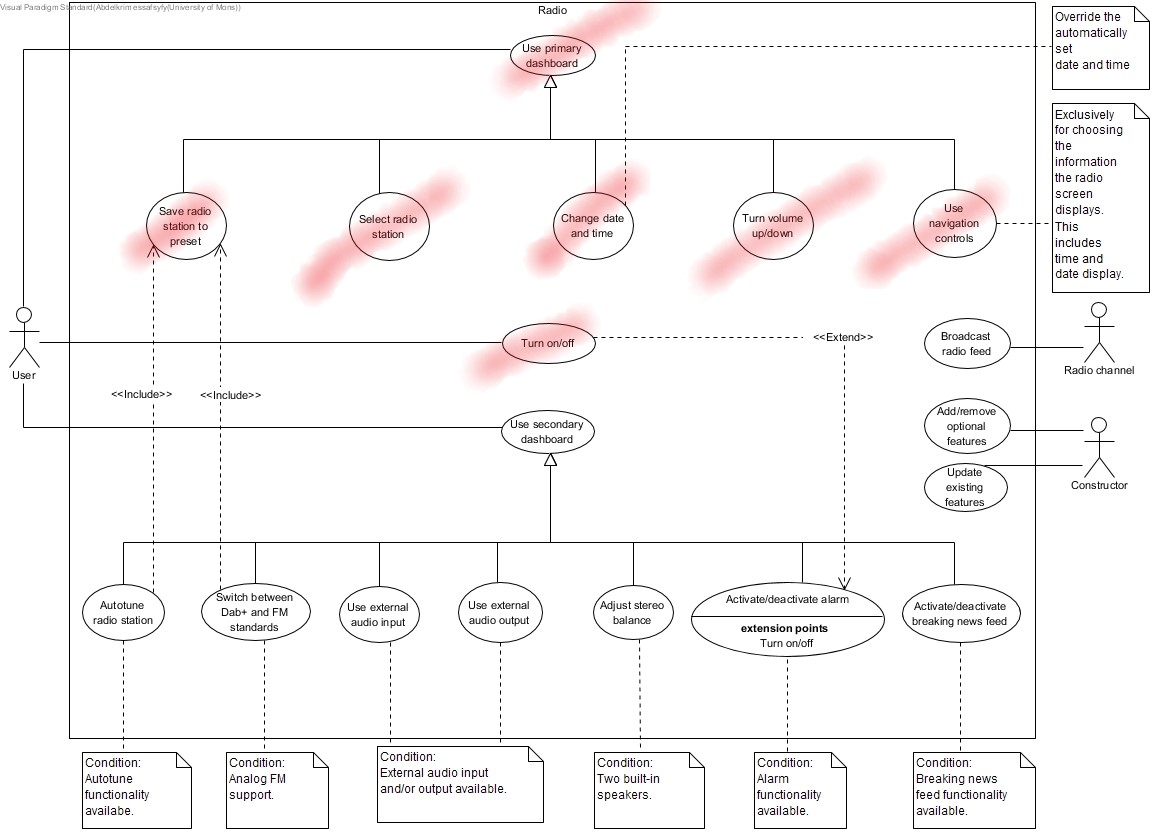 Visual Paradigm Standard(Abdelkrim essafsyfy(University of Mons))
Radio
Use primary
dashboard
Override the
automatically
set
date and time
Exclusively
for choosing
the
information
the radio
screen
displays.
This
includes
time and
date display.
Save radio
station to
preset
Select radio
station
Change date
and time
Turn volume
up/down
Use
navigation
controls
User
Turn on/off
<<Extend>>
Broadcast
radio feed
Radio channel
<<Include>>
<<Include>>
Use secondary
dashboard
Add/remove
optional
features
Update
existing
features
Constructor
Autotune
radio station
Switch between
Dab+ and FM
standards
Use external
audio input
Use external
audio output
Adjust stereo
balance
Activate/deactivate alarm
extension points
Turn on/off
Activate/deactivate
breaking news feed
Condition:
Autotune
functionality
availabe.
Condition:
Analog FM
support.
Condition:
External audio input
and/or output available.
Condition:
Two built-in
speakers.
Condition:
Alarm
functionality
available.
Condition:
Breaking news
feed functionality
available.